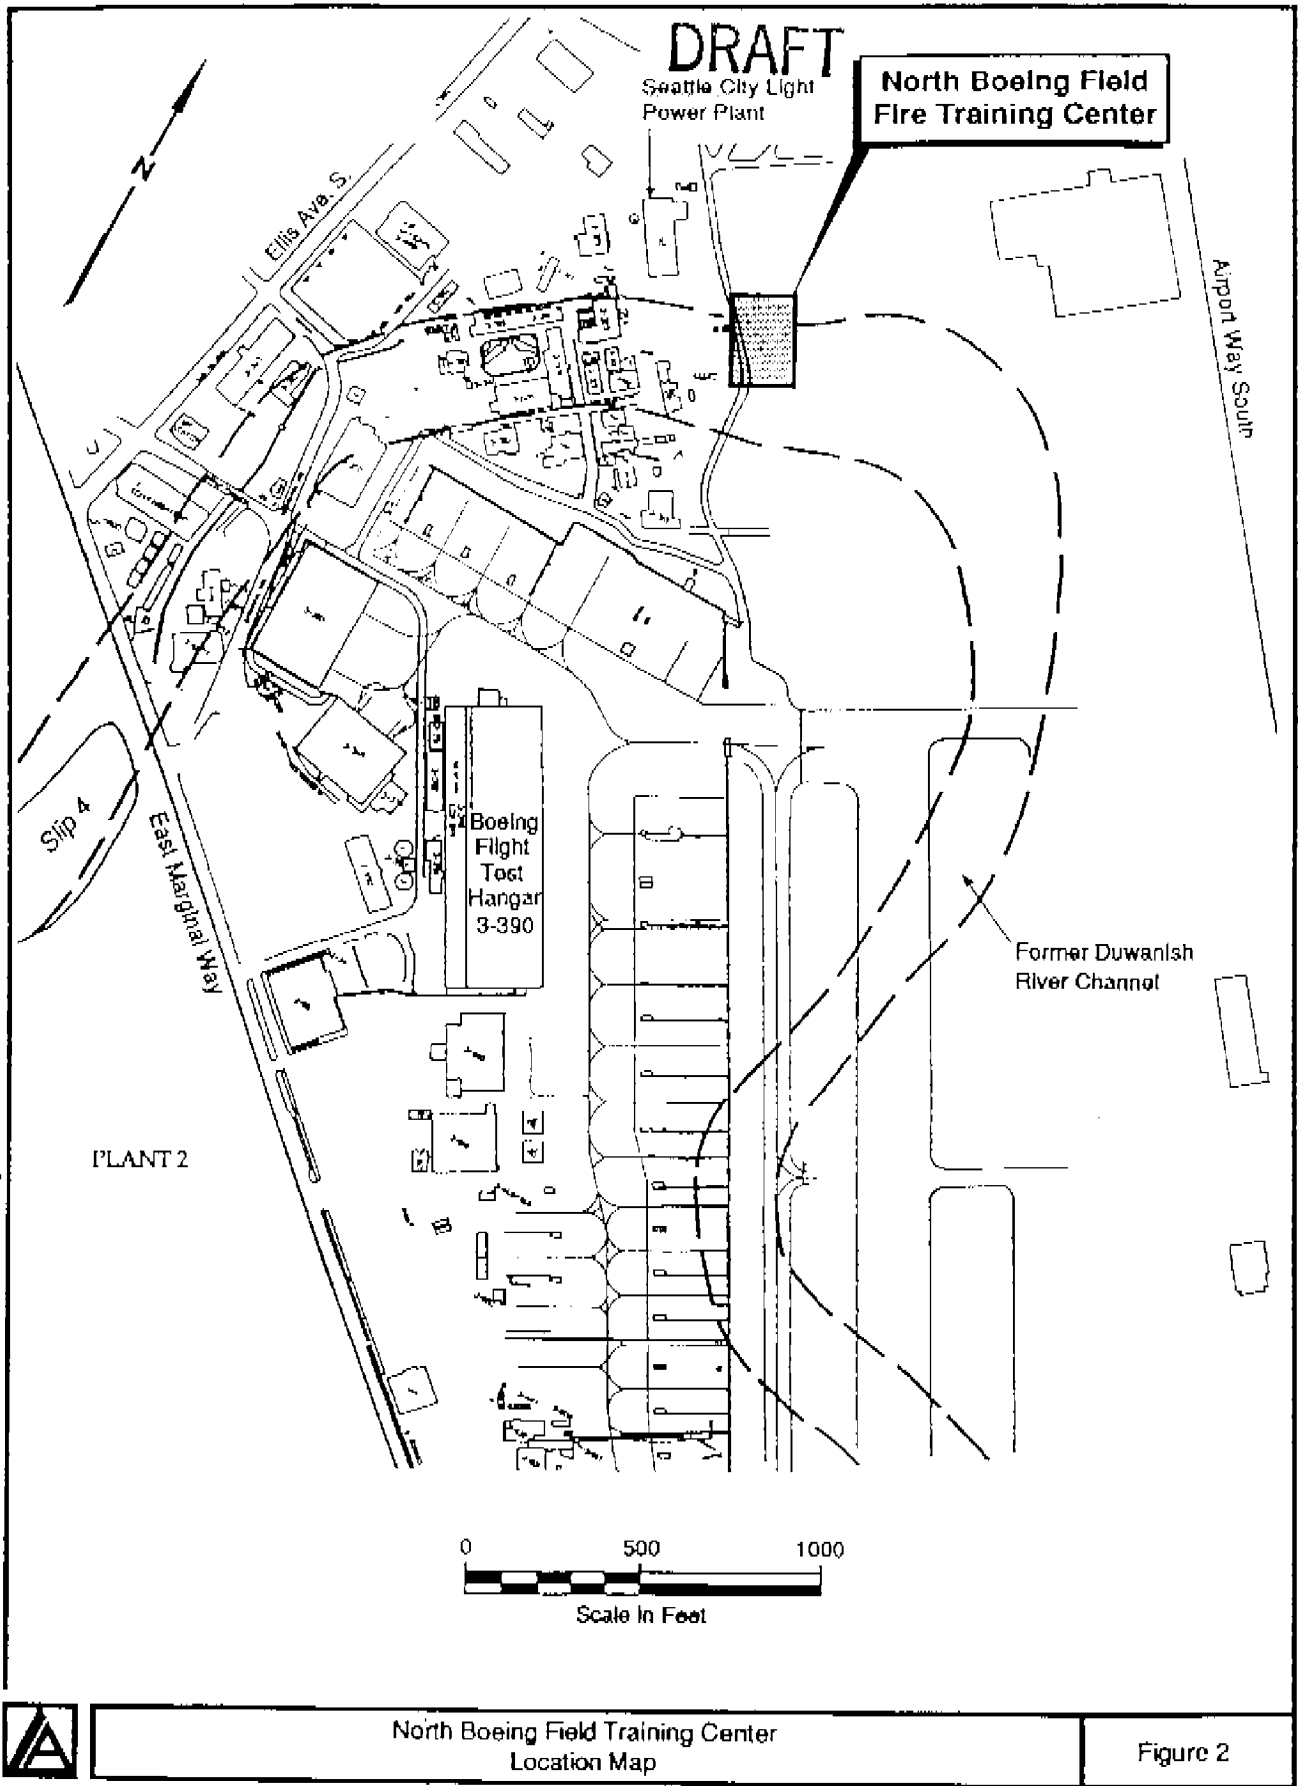 DRAFT
Seattle City Light
Power Plant
North Boeing Field
Fire Training Center
N
Ellis Ave. S.
Airport Way South
Slip 4
East Marginal Way
Boeing
Flight
Test
Hangar
3-390
Former Duwamish
River Channel
PLANT 2
0 500 1000
Scale In Feet
North Boeing Field Training Center
Location Map
Figure 2